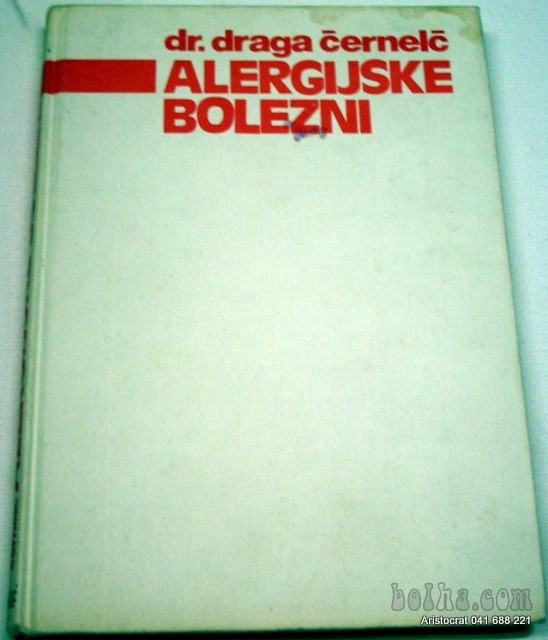 dr. draga černelč
ALERGIJSKE
BOLEZNI
bolha.com
Aristocrat 041 688 221